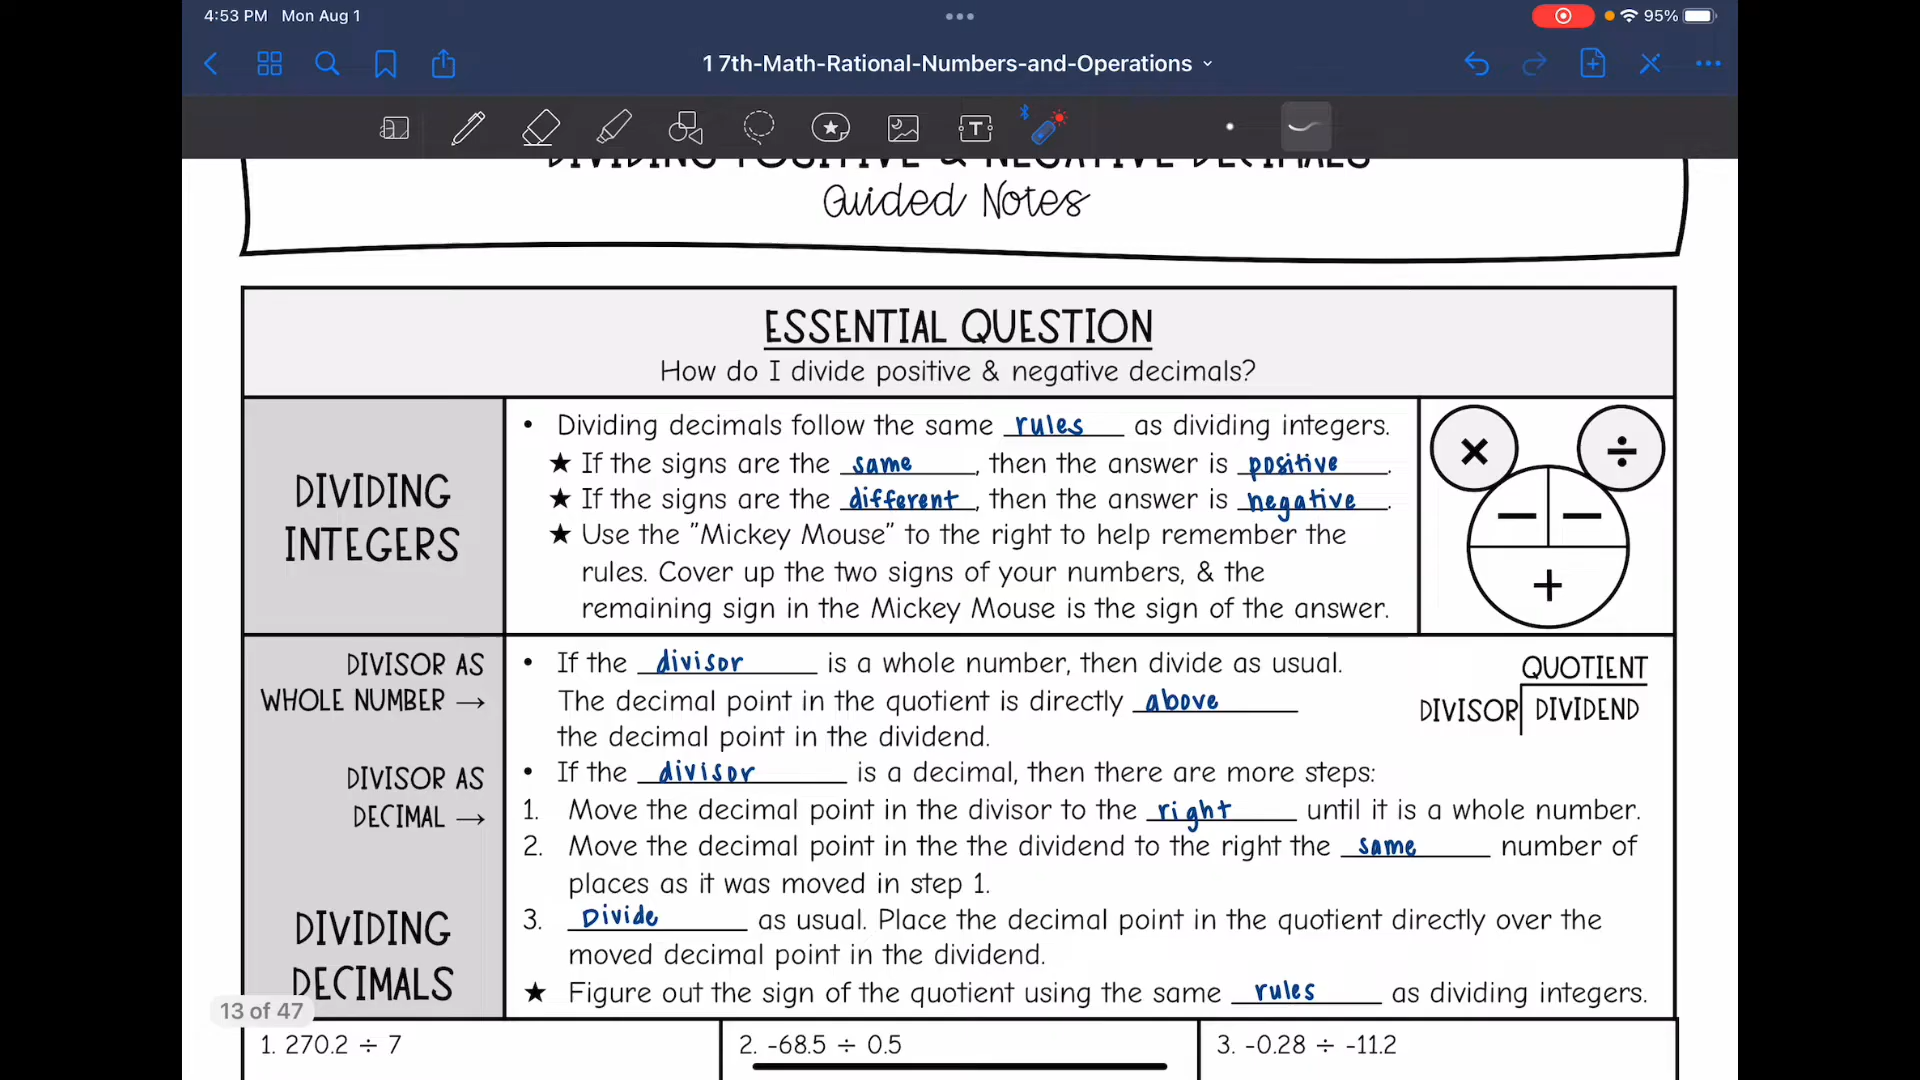 4:53 PM Mon Aug 1
95%
1 7th-Math-Rational-Numbers-and-Operations
DIVIDING POSITIVE & NEGATIVE DECIMALS
Guided Notes
ESSENTIAL QUESTION
How do I divide positive & negative decimals?
DIVIDING
INTEGERS
• Dividing decimals follow the same rules as dividing integers.
★ If the signs are the same, then the answer is positive.
★ If the signs are the different, then the answer is negative.
★ Use the "Mickey Mouse" to the right to help remember the
rules. Cover up the two signs of your numbers, & the
remaining sign in the Mickey Mouse is the sign of the answer.
× ÷
− −
+
DIVISOR AS
WHOLE NUMBER →
• If the divisor is a whole number, then divide as usual.
The decimal point in the quotient is directly above
the decimal point in the dividend.
QUOTIENT
DIVISOR DIVIDEND
DIVISOR AS
DECIMAL →
• If the divisor is a decimal, then there are more steps:
1. Move the decimal point in the divisor to the right until it is a whole number.
2. Move the decimal point in the the dividend to the right the same number of
places as it was moved in step 1.
DIVIDING
DECIMALS
3. Divide as usual. Place the decimal point in the quotient directly over the
moved decimal point in the dividend.
★ Figure out the sign of the quotient using the same rules as dividing integers.
13 of 47
1. 270.2 ÷ 7
2. -68.5 ÷ 0.5
3. -0.28 ÷ -11.2